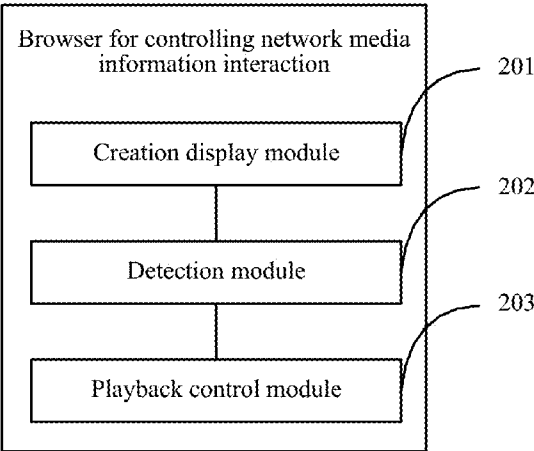 Browser for controlling network media
information interaction
201
Creation display module
202
Detection module
203
Playback control module